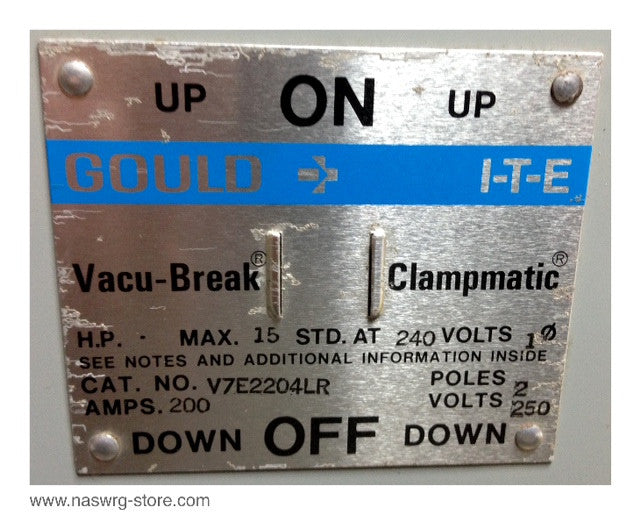 UP ON UP
GOULD I-T-E
Vacu-Break® Clampmatic®
H.P. - MAX. 15 STD. AT 240 VOLTS 1Ø
SEE NOTES AND ADDITIONAL INFORMATION INSIDE
CAT. NO. V7E2204LR POLES 2
AMPS. 200 VOLTS 250
DOWN OFF DOWN
www.naswrg-store.com